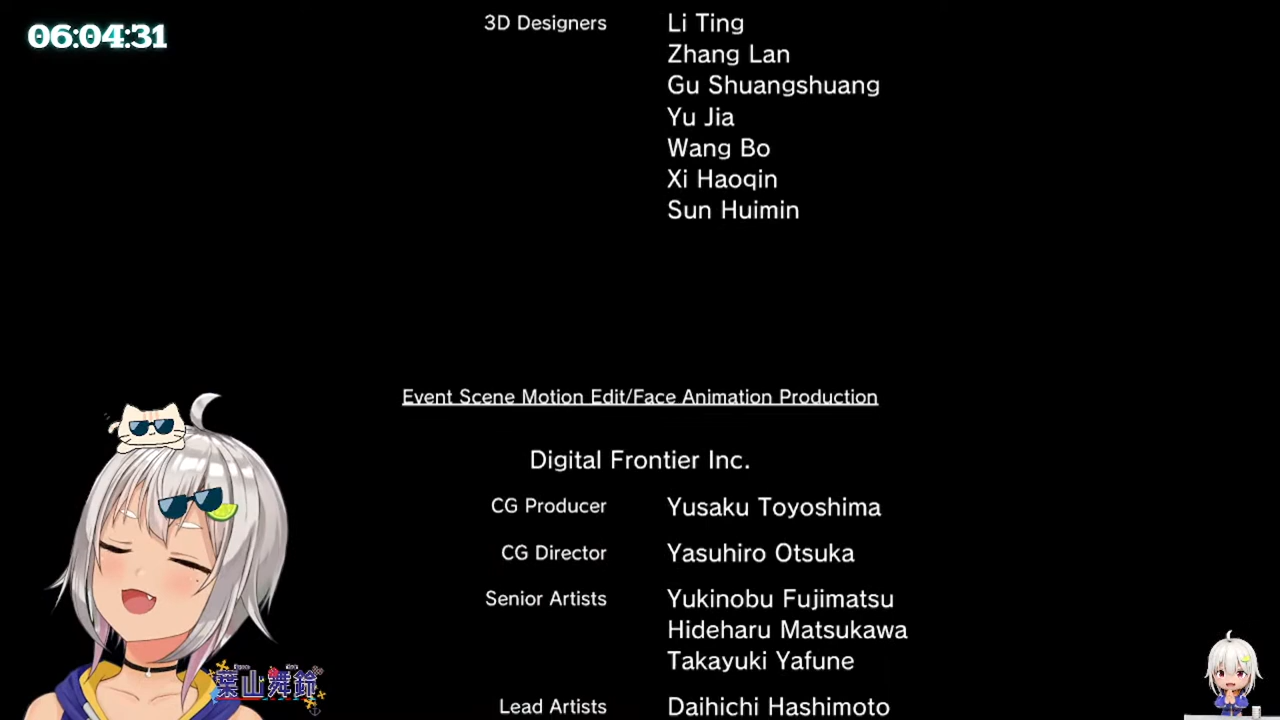 06:04:31
3D Designers Li Ting
Zhang Lan
Gu Shuangshuang
Yu Jia
Wang Bo
Xi Haoqin
Sun Huimin
Event Scene Motion Edit/Face Animation Production
Digital Frontier Inc.
CG Producer Yusaku Toyoshima
CG Director Yasuhiro Otsuka
Senior Artists Yukinobu Fujimatsu
Hideharu Matsukawa
Takayuki Yafune
Lead Artists Daihichi Hashimoto
葉山舞鈴